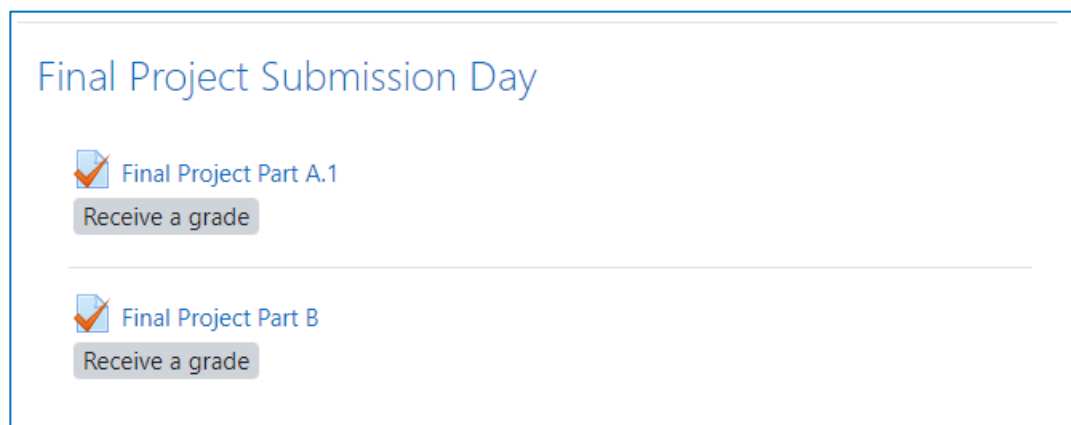 Final Project Submission Day
Final Project Part A.1
Receive a grade
Final Project Part B
Receive a grade